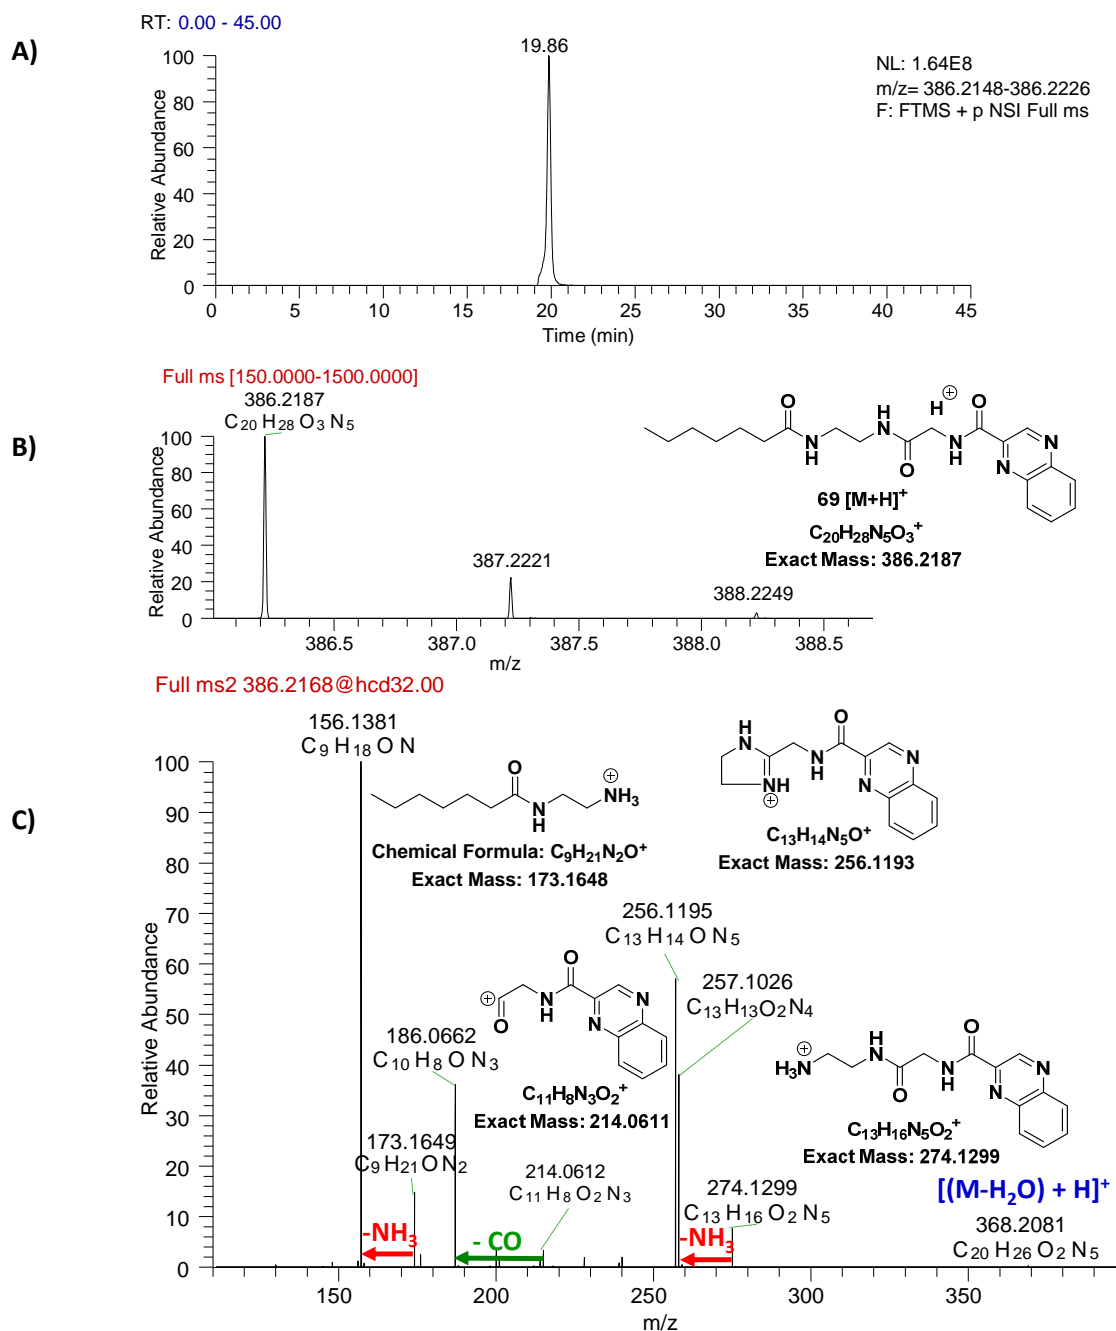 A)
RT: 0.00 - 45.00
19.86
NL: 1.64E8
m/z= 386.2148-386.2226
F: FTMS + p NSI Full ms
Relative Abundance
100
80
60
40
20
0
0 5 10 15 20 25 30 35 40 45
Time (min)
B)
Full ms [150.0000-1500.0000]
386.2187
C20 H28 O3 N5
387.2221
388.2249
Relative Abundance
100
80
60
40
20
0
386.5 387.0 387.5 388.0 388.5
m/z
O N H H N O H ⊕ N H O N N
69 [M+H]+
C20H28N5O3+
Exact Mass: 386.2187
C)
Full ms2 386.2168@hcd32.00
156.1381
C9 H18 O N
O N H ⊕ NH3
Chemical Formula: C9H21N2O+
Exact Mass: 173.1648
H N NH ⊕ N H O N N
C13H14N5O+
Exact Mass: 256.1193
256.1195
C13 H14 O N5
257.1026
C13H13O2N4
186.0662
C10 H8 O N3
⊕ O N H O N N
C11H8N3O2+
Exact Mass: 214.0611
⊕ H3N H N O N H O N N
C13H16N5O2+
Exact Mass: 274.1299
173.1649
C9 H21 O N2
214.0612
C11 H8 O2 N3
274.1299
C13 H16 O2 N5
[(M-H2O) + H]+
368.2081
C20 H26 O2 N5
-NH3
- CO
-NH3
Relative Abundance
100
90
80
70
60
50
40
30
20
10
0
150 200 250 300 350
m/z